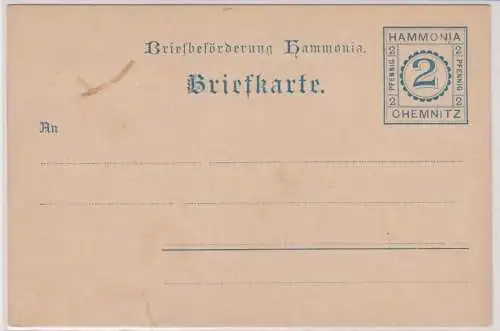 Briefbeförderung Hammonia.
Briefkarte.
An
HAMMONIA
2 PFENNIG 2
2
2 PFENNIG 2
CHEMNITZ